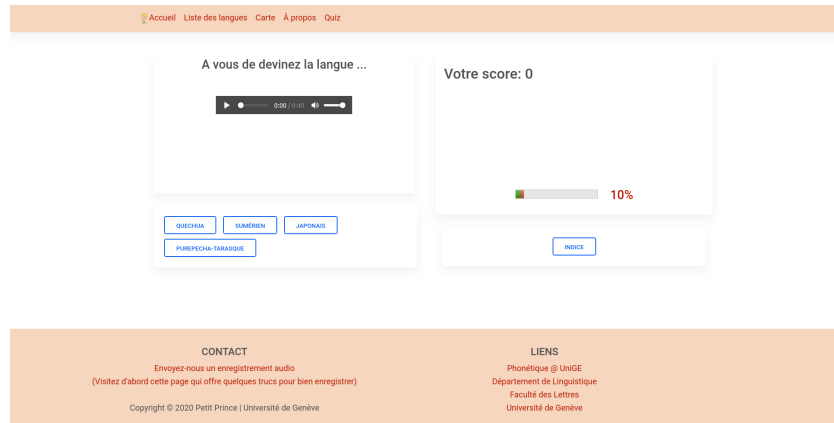 Accueil Liste des langues Carte À propos Quiz
A vous de devinez la langue ...
0:00 / 0:40
QUECHUA SUMÉRIEN JAPONAIS
PUREPECHA-TARASQUE
Votre score: 0
10%
INDICE
CONTACT
Envoyez-nous un enregistrement audio
(Visitez d'abord cette page qui offre quelques trucs pour bien enregistrer)
Copyright © 2020 Petit Prince | Université de Genève
LIENS
Phonétique @ UniGE
Département de Linguistique
Faculté des Lettres
Université de Genève